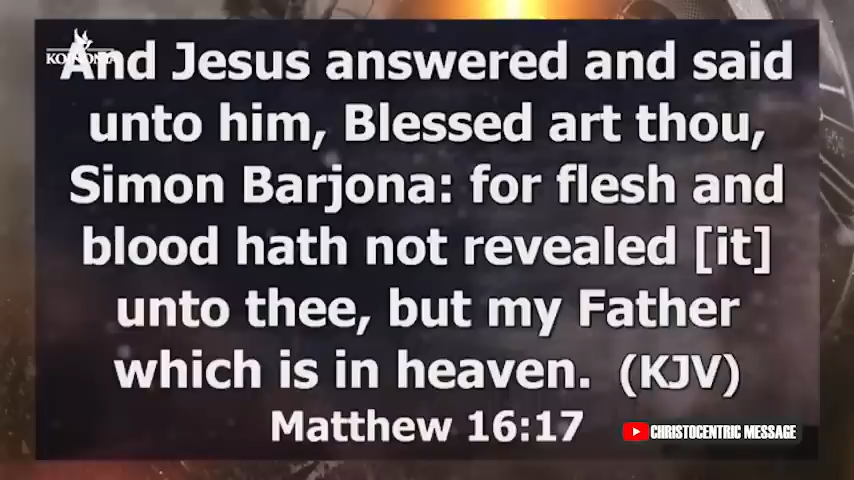 And Jesus answered and said
unto him, Blessed art thou,
Simon Barjona: for flesh and
blood hath not revealed [it]
unto thee, but my Father
which is in heaven. (KJV)
Matthew 16:17
CHRISTOCENTRIC MESSAGE